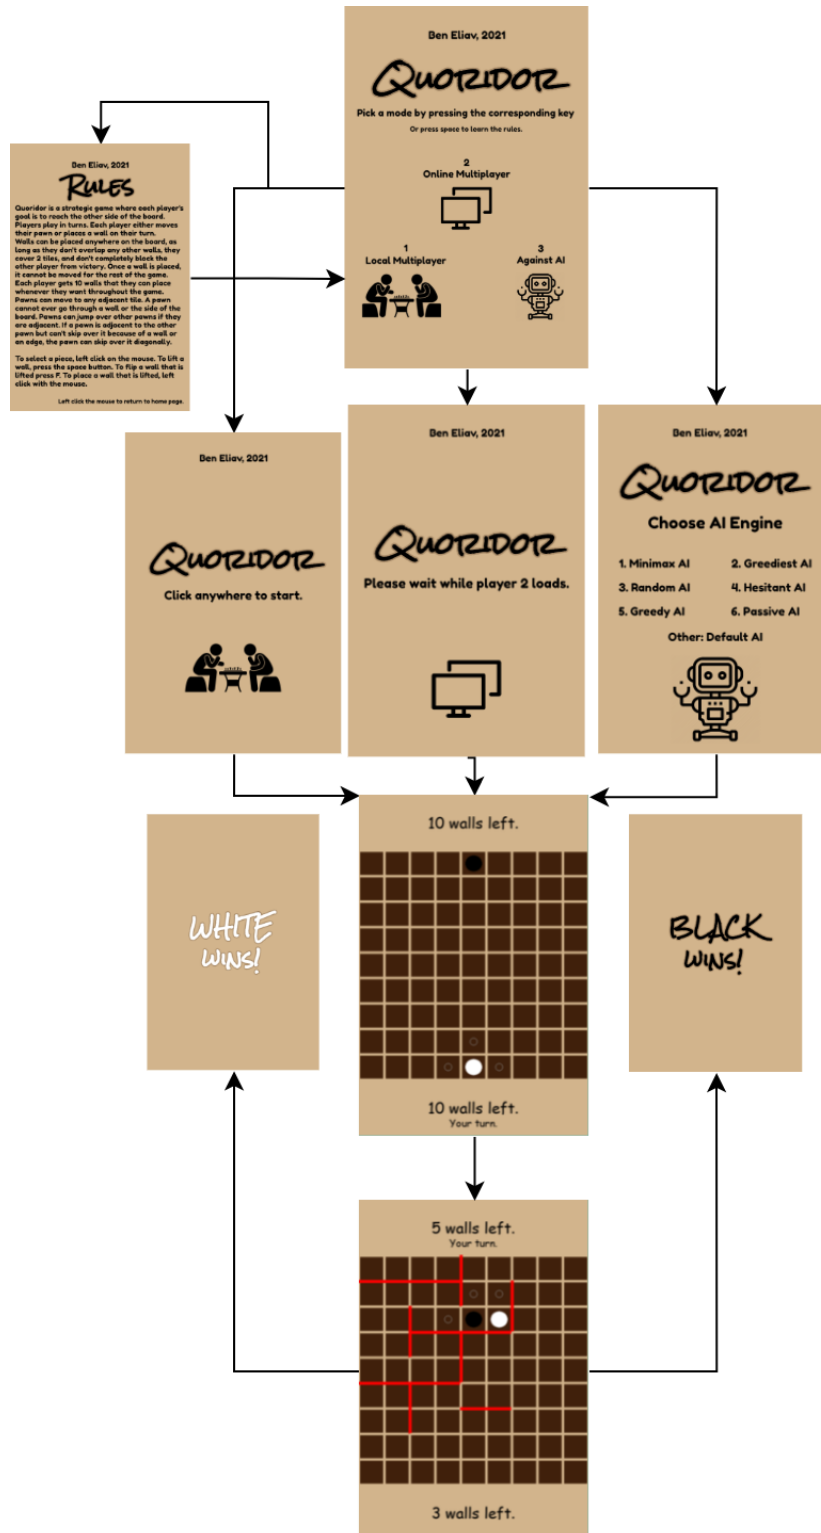 Ben Eliav, 2021
QUORIDOR
Pick a mode by pressing the corresponding key
Or press space to learn the rules.
2
Online Multiplayer
1
Local Multiplayer
3
Against AI
Ben Eliav, 2021
RULES
Quoridor is a strategic game where each player's
goal is to reach the other side of the board.
Players play in turns. Each player either moves
their pawn or places a wall on their turn.
Walls can be placed anywhere on the board, as
long as they don't overlap any other walls, they
cover 2 tiles, and don't completely block the
other player from victory. Once a wall is placed,
it cannot be moved for the rest of the game.
Each player gets 10 walls that they can place
whenever they want throughout the game.
Pawns can move to any adjacent tile. A pawn
cannot ever go through a wall or the side of the
board. Pawns can jump over other pawns if they
are adjacent. If a pawn is adjacent to the other
pawn but can't skip over it because of a wall or
an edge, the pawn can skip over it diagonally.
To select a piece, left click on the mouse. To lift a
wall, press the space button. To flip a wall that is
lifted press F. To place a wall that is lifted, left
click with the mouse.
Left click the mouse to return to home page.
Ben Eliav, 2021
QUORIDOR
Click anywhere to start.
Ben Eliav, 2021
QUORIDOR
Please wait while player 2 loads.
Ben Eliav, 2021
QUORIDOR
Choose AI Engine
1. Minimax AI
2. Greediest AI
3. Random AI
4. Hesitant AI
5. Greedy AI
6. Passive AI
Other: Default AI
10 walls left.
10 walls left.
Your turn.
WHITE
WINS!
BLACK
WINS!
5 walls left.
Your turn.
3 walls left.